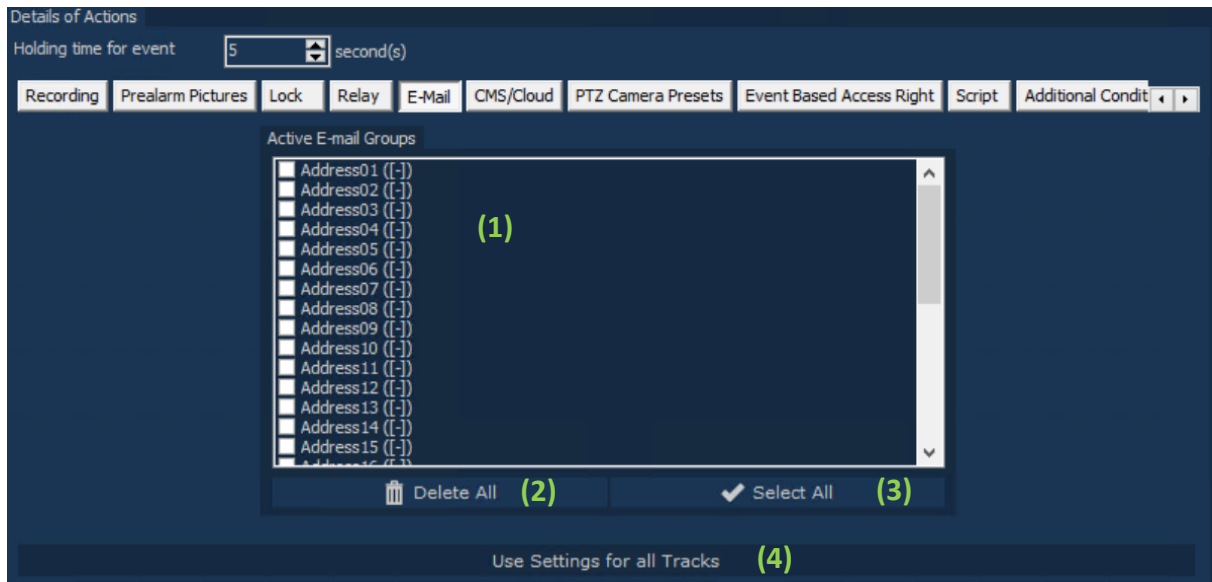 Details of Actions
Holding time for event 5 second(s)
Recording Prealarm Pictures Lock Relay E-Mail CMS/Cloud PTZ Camera Presets Event Based Access Right Script Additional Condit
Active E-mail Groups
Address01 ([-])
Address02 ([-])
Address03 ([-])
(1)
Address04 ([-])
Address05 ([-])
Address06 ([-])
Address07 ([-])
Address08 ([-])
Address09 ([-])
Address10 ([-])
Address11 ([-])
Address12 ([-])
Address13 ([-])
Address14 ([-])
Address15 ([-])
Address16 ([-])
Delete All (2) Select All (3)
Use Settings for all Tracks (4)